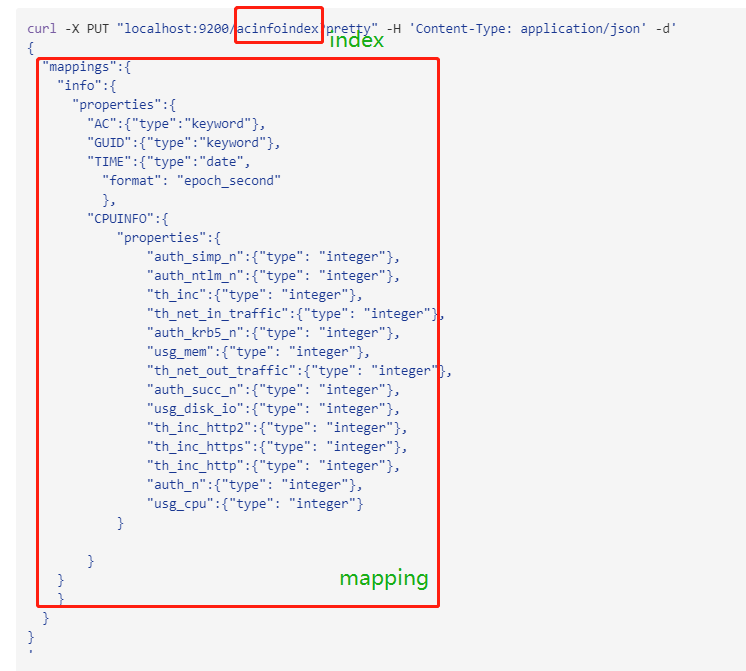 curl -X PUT "localhost:9200/acinfoindex?pretty" -H 'Content-Type: application/json' -d'
index
{
"mappings":{
"info":{
"properties":{
"AC":{"type":"keyword"},
"GUID":{"type":"keyword"},
"TIME":{"type":"date",
"format": "epoch_second"
},
"CPUINFO":{
"properties":{
"auth_simp_n":{"type": "integer"},
"auth_ntlm_n":{"type": "integer"},
"th_inc":{"type": "integer"},
"th_net_in_traffic":{"type": "integer"},
"auth_krb5_n":{"type": "integer"},
"usg_mem":{"type": "integer"},
"th_net_out_traffic":{"type": "integer"},
"auth_succ_n":{"type": "integer"},
"usg_disk_io":{"type": "integer"},
"th_inc_http2":{"type": "integer"},
"th_inc_https":{"type": "integer"},
"th_inc_http":{"type": "integer"},
"auth_n":{"type": "integer"},
"usg_cpu":{"type": "integer"}
}
}
}
mapping
}
}
}
'